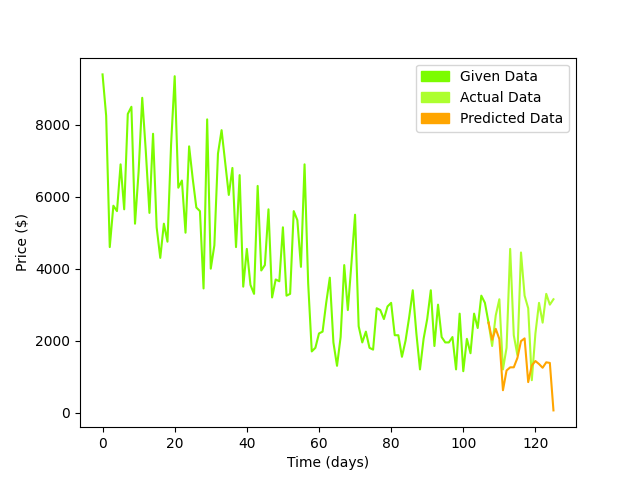 Given Data
Actual Data
Predicted Data
Price ($)
8000
6000
4000
2000
0
0 20 40 60 80 100 120
Time (days)